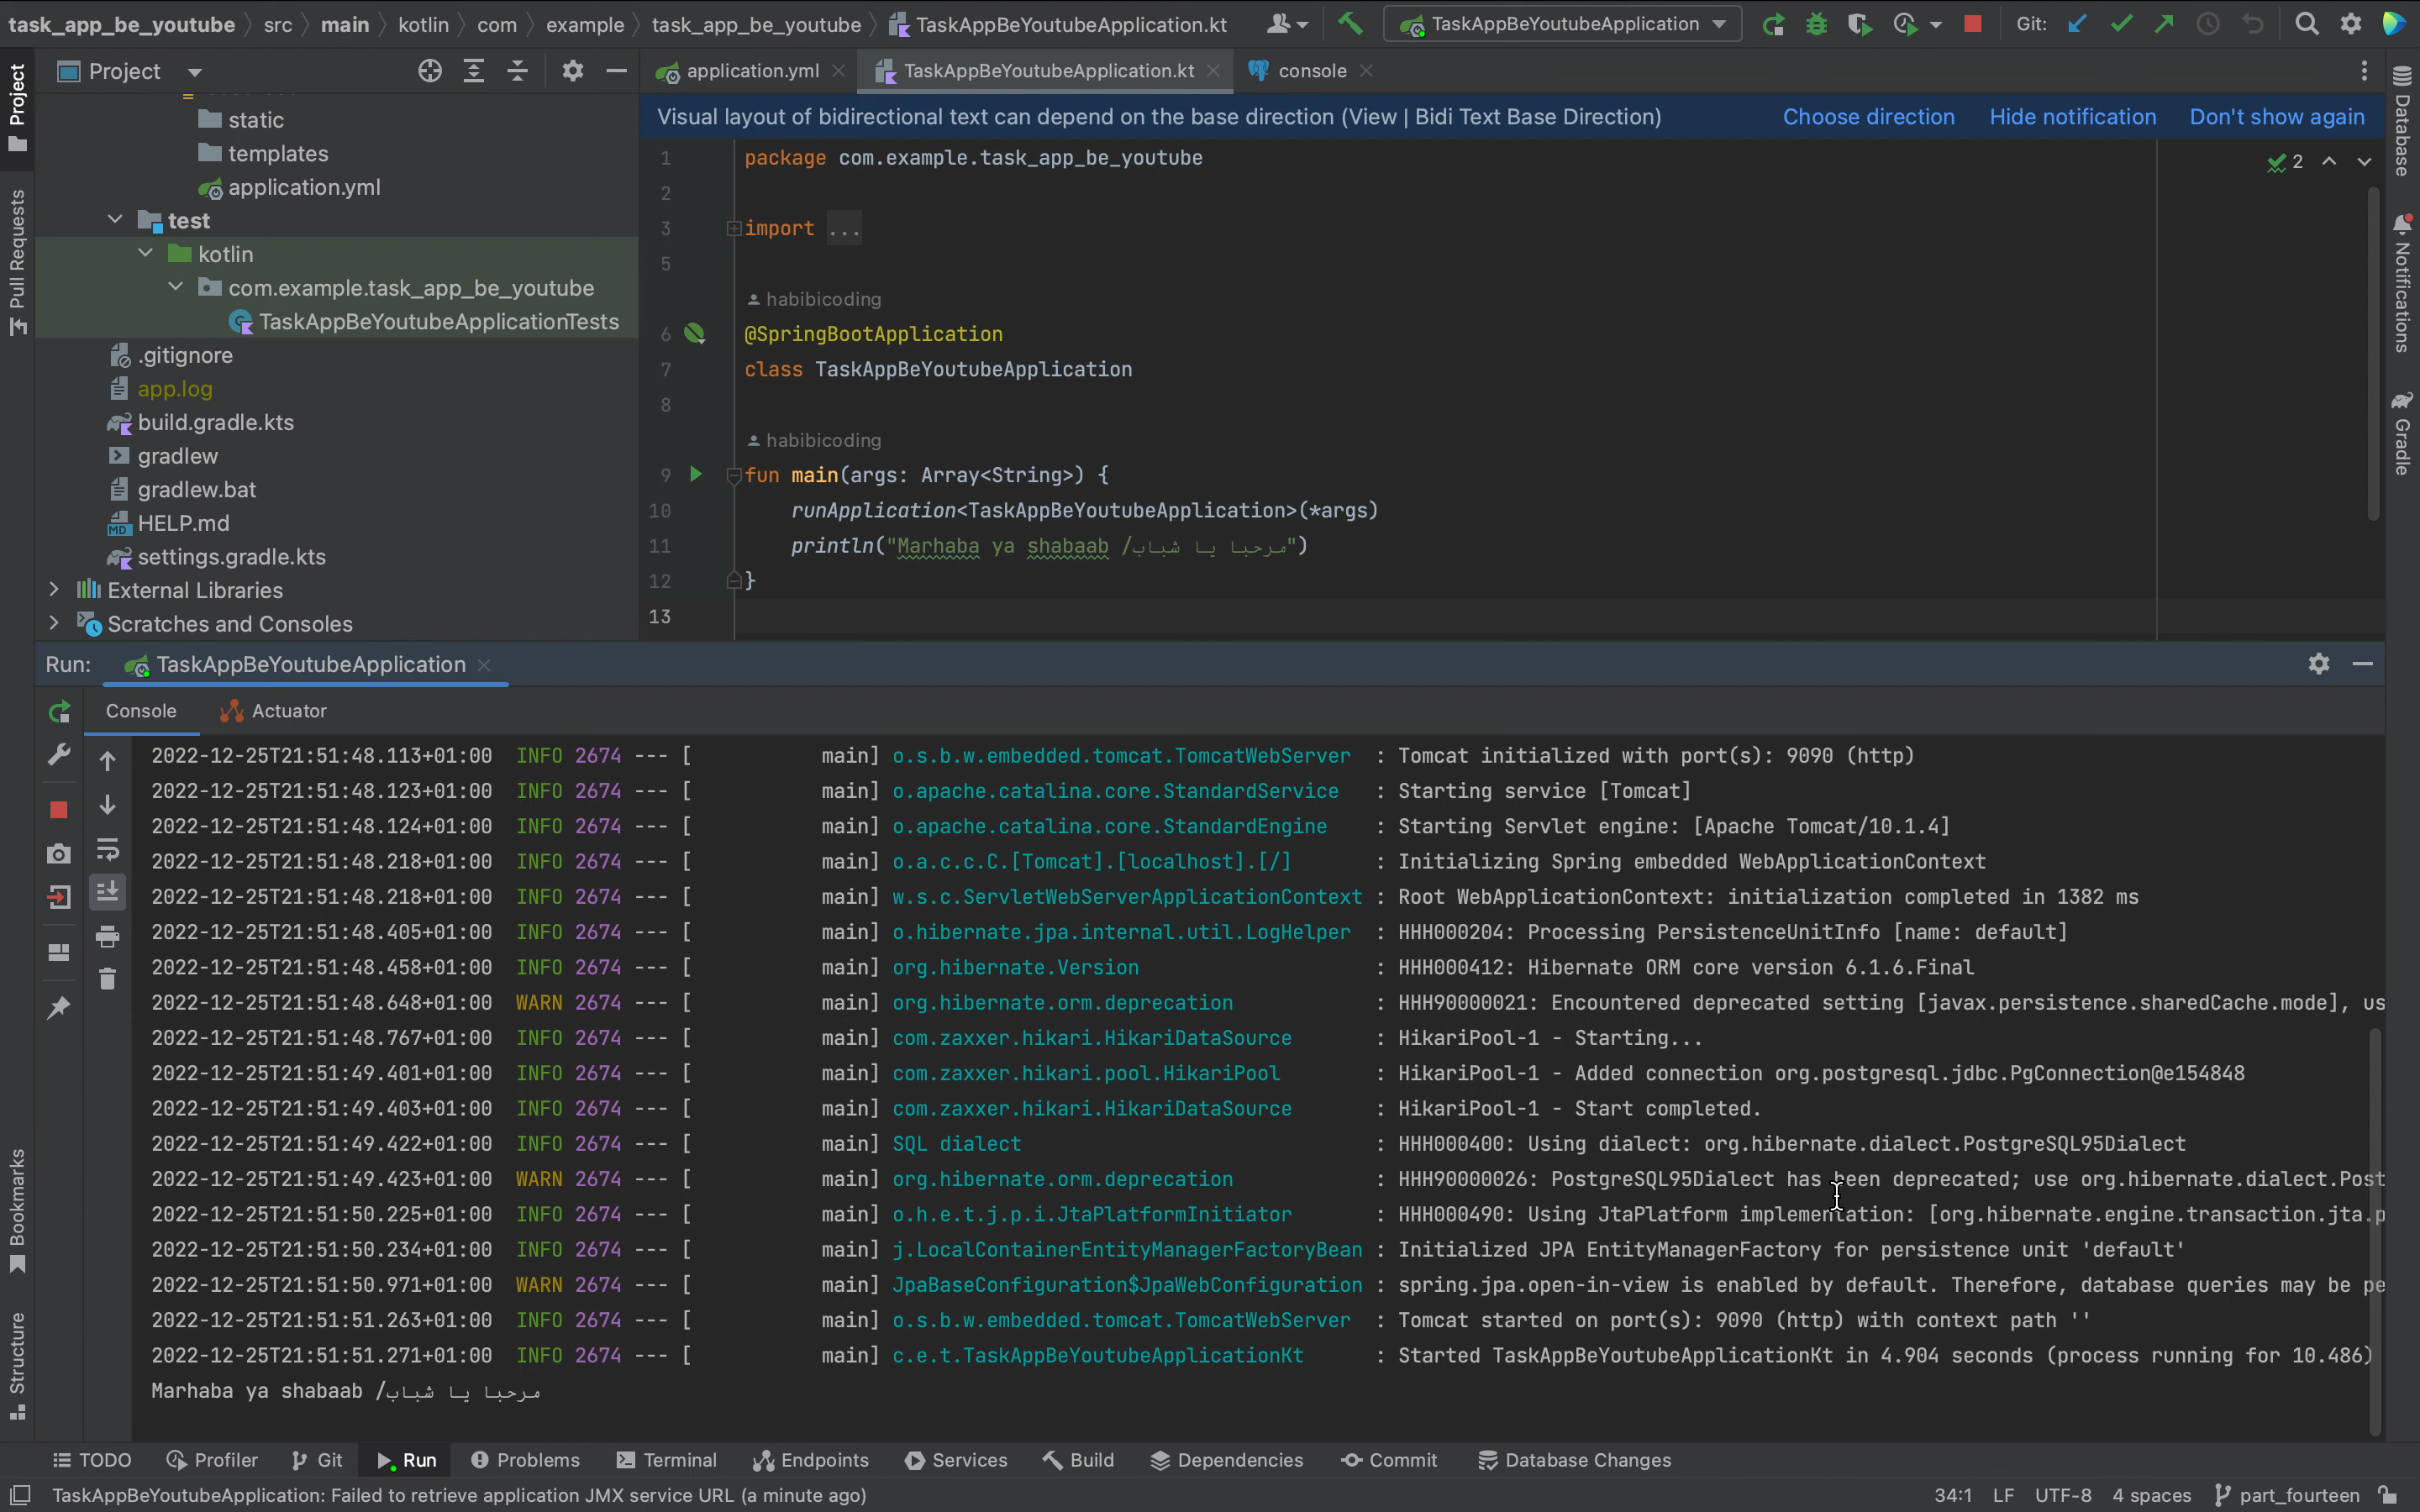 task_app_be_youtube src main kotlin com example task_app_be_youtube TaskAppBeYoutubeApplication.kt TaskAppBeYoutubeApplication Git:
Project
application.yml TaskAppBeYoutubeApplication.kt console
Visual layout of bidirectional text can depend on the base direction (View | Bidi Text Base Direction) Choose direction Hide notification Don't show again
static
templates
application.yml
test
kotlin
com.example.task_app_be_youtube
TaskAppBeYoutubeApplicationTests
.gitignore
app.log
build.gradle.kts
gradlew
gradlew.bat
HELP.md
settings.gradle.kts
External Libraries
Scratches and Consoles
1 package com.example.task_app_be_youtube
2
2
3 import ...
5
habibicoding
6 @SpringBootApplication
7 class TaskAppBeYoutubeApplication
8
habibicoding
9 fun main(args: Array<String>) {
10 runApplication<TaskAppBeYoutubeApplication>(*args)
11 println("Marhaba ya shabaab /مرحبا يا شباب")
12 }
13
Project
Pull Requests
Bookmarks
Structure
Database
Notifications
Gradle
Run: TaskAppBeYoutubeApplication
Console Actuator
2022-12-25T21:51:48.113+01:00 INFO 2674 --- [ main] o.s.b.w.embedded.tomcat.TomcatWebServer : Tomcat initialized with port(s): 9090 (http)
2022-12-25T21:51:48.123+01:00 INFO 2674 --- [ main] o.apache.catalina.core.StandardService : Starting service [Tomcat]
2022-12-25T21:51:48.124+01:00 INFO 2674 --- [ main] o.apache.catalina.core.StandardEngine : Starting Servlet engine: [Apache Tomcat/10.1.4]
2022-12-25T21:51:48.218+01:00 INFO 2674 --- [ main] o.a.c.c.C.[Tomcat].[localhost].[/] : Initializing Spring embedded WebApplicationContext
2022-12-25T21:51:48.218+01:00 INFO 2674 --- [ main] w.s.c.ServletWebServerApplicationContext : Root WebApplicationContext: initialization completed in 1382 ms
2022-12-25T21:51:48.405+01:00 INFO 2674 --- [ main] o.hibernate.jpa.internal.util.LogHelper : HHH000204: Processing PersistenceUnitInfo [name: default]
2022-12-25T21:51:48.458+01:00 INFO 2674 --- [ main] org.hibernate.Version : HHH000412: Hibernate ORM core version 6.1.6.Final
2022-12-25T21:51:48.648+01:00 WARN 2674 --- [ main] org.hibernate.orm.deprecation : HHH90000021: Encountered deprecated setting [javax.persistence.sharedCache.mode], us
2022-12-25T21:51:48.767+01:00 INFO 2674 --- [ main] com.zaxxer.hikari.HikariDataSource : HikariPool-1 - Starting...
2022-12-25T21:51:49.401+01:00 INFO 2674 --- [ main] com.zaxxer.hikari.pool.HikariPool : HikariPool-1 - Added connection org.postgresql.jdbc.PgConnection@e154848
2022-12-25T21:51:49.403+01:00 INFO 2674 --- [ main] com.zaxxer.hikari.HikariDataSource : HikariPool-1 - Start completed.
2022-12-25T21:51:49.422+01:00 INFO 2674 --- [ main] SQL dialect : HHH000400: Using dialect: org.hibernate.dialect.PostgreSQL95Dialect
2022-12-25T21:51:49.423+01:00 WARN 2674 --- [ main] org.hibernate.orm.deprecation : HHH90000026: PostgreSQL95Dialect has been deprecated; use org.hibernate.dialect.Post
2022-12-25T21:51:50.225+01:00 INFO 2674 --- [ main] o.h.e.t.j.p.i.JtaPlatformInitiator : HHH000490: Using JtaPlatform implementation: [org.hibernate.engine.transaction.jta.p
2022-12-25T21:51:50.234+01:00 INFO 2674 --- [ main] j.LocalContainerEntityManagerFactoryBean : Initialized JPA EntityManagerFactory for persistence unit 'default'
2022-12-25T21:51:50.971+01:00 WARN 2674 --- [ main] JpaBaseConfiguration$JpaWebConfiguration : spring.jpa.open-in-view is enabled by default. Therefore, database queries may be pe
2022-12-25T21:51:51.263+01:00 INFO 2674 --- [ main] o.s.b.w.embedded.tomcat.TomcatWebServer : Tomcat started on port(s): 9090 (http) with context path ''
2022-12-25T21:51:51.271+01:00 INFO 2674 --- [ main] c.e.t.TaskAppBeYoutubeApplicationKt : Started TaskAppBeYoutubeApplicationKt in 4.904 seconds (process running for 10.486)
Marhaba ya shabaab /مرحبا يا شباب
TODO Profiler Git Run Problems Terminal Endpoints Services Build Dependencies Commit Database Changes
TaskAppBeYoutubeApplication: Failed to retrieve application JMX service URL (a minute ago) 34:1 LF UTF-8 4 spaces part_fourteen